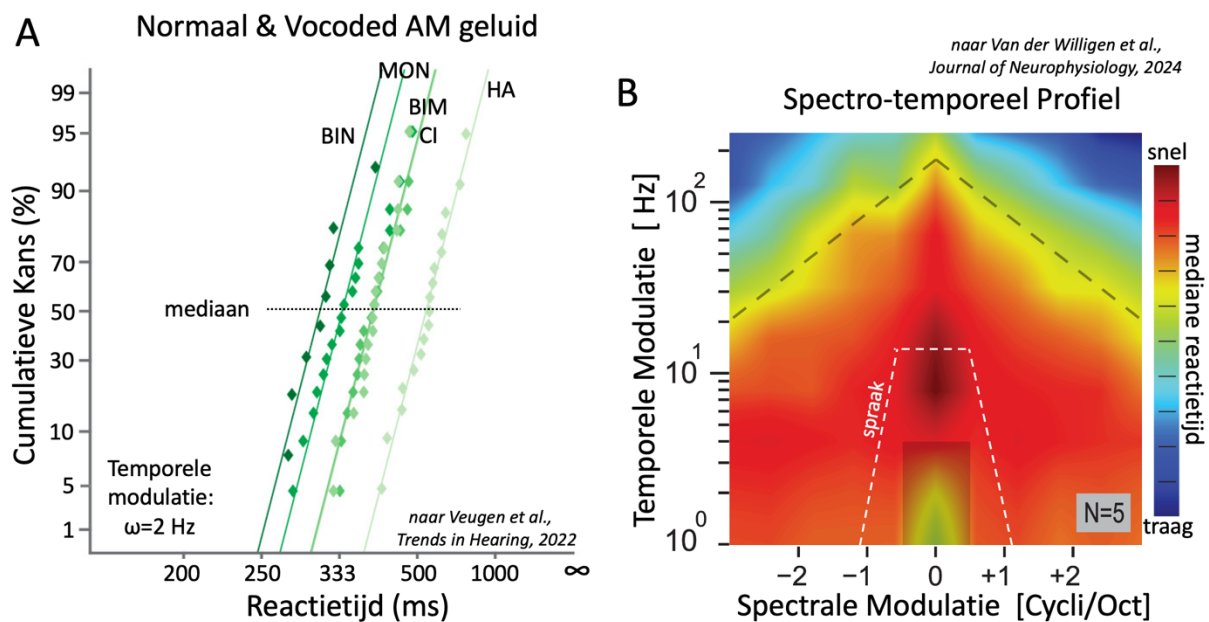 A
Normaal & Vocoded AM geluid
MON
BIM
HA
BIN
CI
99
95
90
70
50
30
10
5
1
Cumulatieve Kans (%)
mediaan
Temporele
modulatie:
ω=2 Hz
naar Veugen et al.,
Trends in Hearing, 2022
200
250
333
500
1000
∞
Reactietijd (ms)
naar Van der Willigen et al.,
Journal of Neurophysiology, 2024
B
Spectro-temporeel Profiel
snel
mediane reactietijd
traag
Temporele Modulatie [ Hz]
10²
10¹
10⁰
spraak
N=5
−2
−1
0
+1
+2
Spectrale Modulatie [Cycli/Oct]